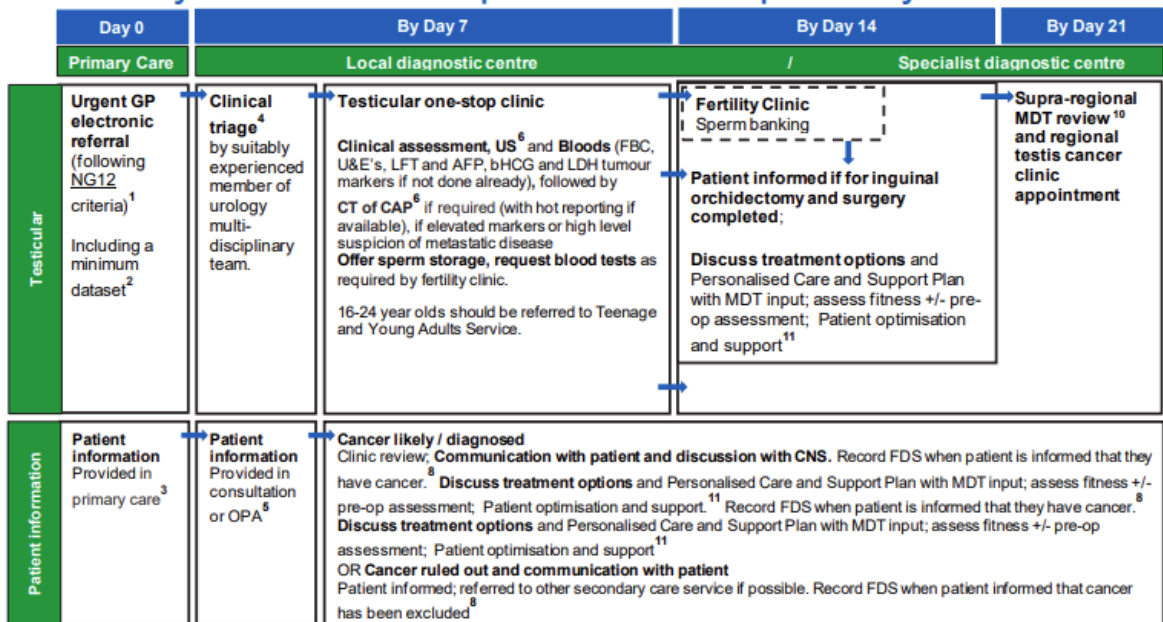 Day 0
By Day 7
By Day 14
By Day 21
Primary Care
Local diagnostic centre
/
Specialist diagnostic centre
Testicular
Urgent GP
electronic
referral
(following
NG12
criteria)1
Including a
minimum
dataset2
Clinical
triage4
by suitably
experienced
member of
urology
multi-
disciplinary
team.
Testicular one-stop clinic
Clinical assessment, US6 and Bloods (FBC,
U&E's, LFT and AFP, bHCG and LDH tumour
markers if not done already), followed by
CT of CAP6 if required (with hot reporting if
available), if elevated markers or high level
suspicion of metastatic disease
Offer sperm storage, request blood tests as
required by fertility clinic.
16-24 year olds should be referred to Teenage
and Young Adults Service.
Fertility Clinic
Sperm banking
Patient informed if for inguinal
orchidectomy and surgery
completed;
Discuss treatment options and
Personalised Care and Support Plan
with MDT input; assess fitness +/- pre-
op assessment; Patient optimisation
and support11
Supra-regional
MDT review 10
and regional
testis cancer
clinic
appointment
Patient information
Patient
information
Provided in
primary care3
Patient
information
Provided in
consultation
or OPA5
Cancer likely / diagnosed
Clinic review; Communication with patient and discussion with CNS. Record FDS when patient is informed that they
have cancer.8 Discuss treatment options and Personalised Care and Support Plan with MDT input; assess fitness +/-
pre-op assessment; Patient optimisation and support.11 Record FDS when patient is informed that they have cancer.8
Discuss treatment options and Personalised Care and Support Plan with MDT input; assess fitness +/- pre-op
assessment; Patient optimisation and support11
OR Cancer ruled out and communication with patient
Patient informed; referred to other secondary care service if possible. Record FDS when patient informed that cancer
has been excluded8